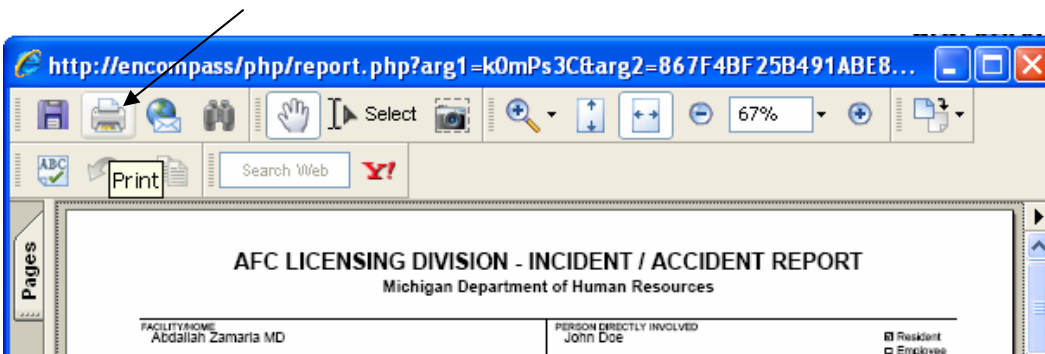 http://encompass/php/report.php?arg1=k0mPs3C&arg2=867F4BF25B491ABE8...
Select 67%
ABC Print Search Web Y!
Pages
AFC LICENSING DIVISION - INCIDENT / ACCIDENT REPORT
Michigan Department of Human Resources
FACILITY/HOME PERSON DIRECTLY INVOLVED
Abdallah Zamaria MD John Doe Resident
Employee